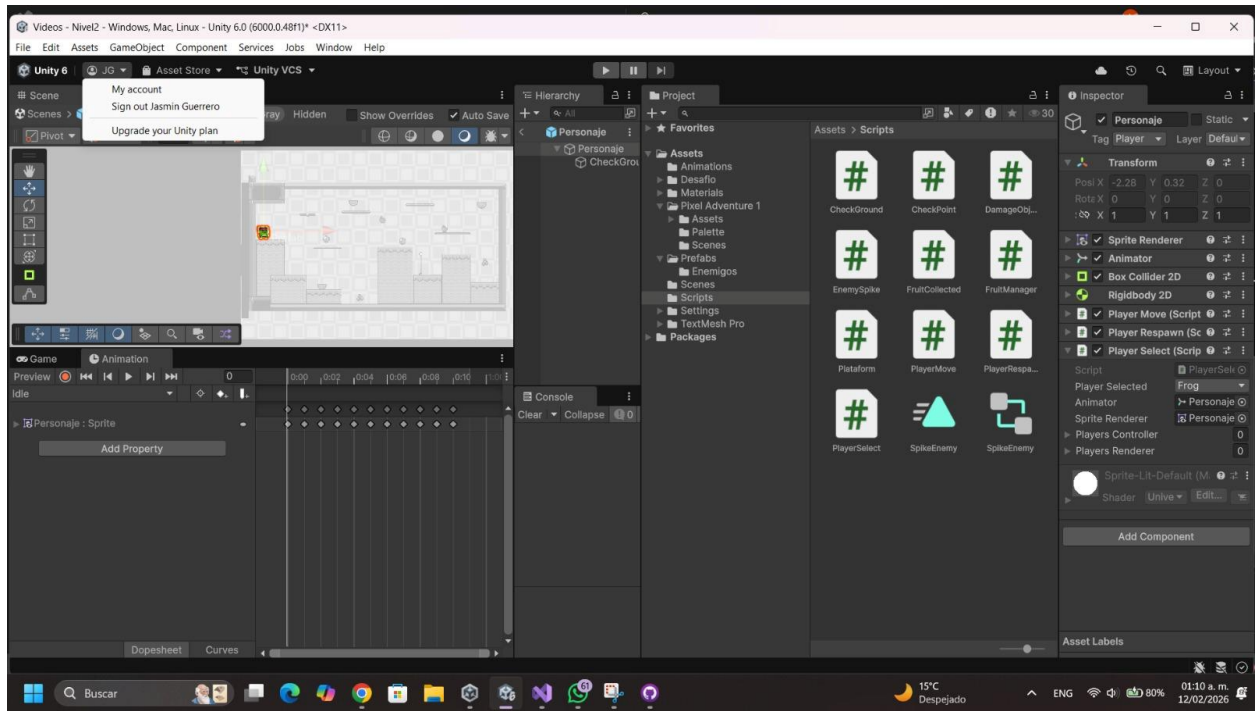 Videos - Nivel2 - Windows, Mac, Linux - Unity 6.0 (6000.0.48f1)* <DX11>
File Edit Assets GameObject Component Services Jobs Window Help
Unity 6 JG Asset Store Unity VCS Layout
My account
Sign out Jasmin Guerrero
Upgrade your Unity plan
Scene
Scenes > Hidden Show Overrides Auto Save
Pivot
Hierarchy
All
Personaje
Personaje
CheckGrou
Project
30
Favorites
Assets
Animations
Desafio
Materials
Pixel Adventure 1
Assets
Palette
Scenes
Prefabs
Enemigos
Scenes
Scripts
Settings
TextMesh Pro
Packages
Assets > Scripts
CheckGround CheckPoint DamageObj...
EnemySpike FruitCollected FruitManager
Plataform PlayerMove PlayerRespa...
PlayerSelect SpikeEnemy SpikeEnemy
Inspector
Personaje Static
Tag Player Layer Defaul
Transform
Posi X -2.28 Y 0.32 Z 0
Rota X 0 Y 0 Z 0
X 1 Y 1 Z 1
Sprite Renderer
Animator
Box Collider 2D
Rigidbody 2D
Player Move (Script
Player Respawn (Sc
Player Select (Scrip
Script PlayerSele
Player Selected Frog
Animator Personaje
Sprite Renderer Personaje
Players Controller 0
Players Renderer 0
Sprite-Lit-Default (M
Shader Unive Edit...
Add Component
Asset Labels
Game Animation
Preview 0 0:00 0:02 0:04 0:06 0:08 0:10
Idle
Personaje : Sprite
Add Property
Dopesheet Curves
Console
Clear Collapse 0
Buscar
61
15°C
Despejado
ENG 80%
01:10 a. m.
12/02/2026